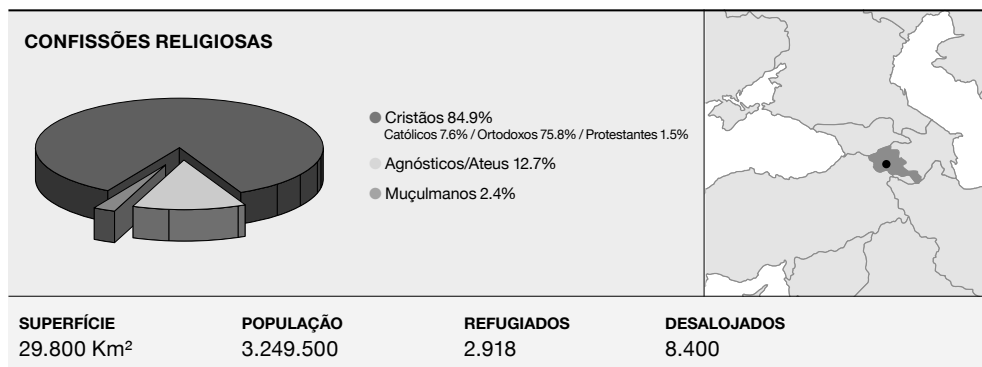 CONFISSÕES RELIGIOSAS
Cristãos 84.9%
Católicos 7.6% / Ortodoxos 75.8% / Protestantes 1.5%
Agnósticos/Ateus 12.7%
Muçulmanos 2.4%
SUPERFÍCIE POPULAÇÃO REFUGIADOS DESALOJADOS
29.800 Km² 3.249.500 2.918 8.400